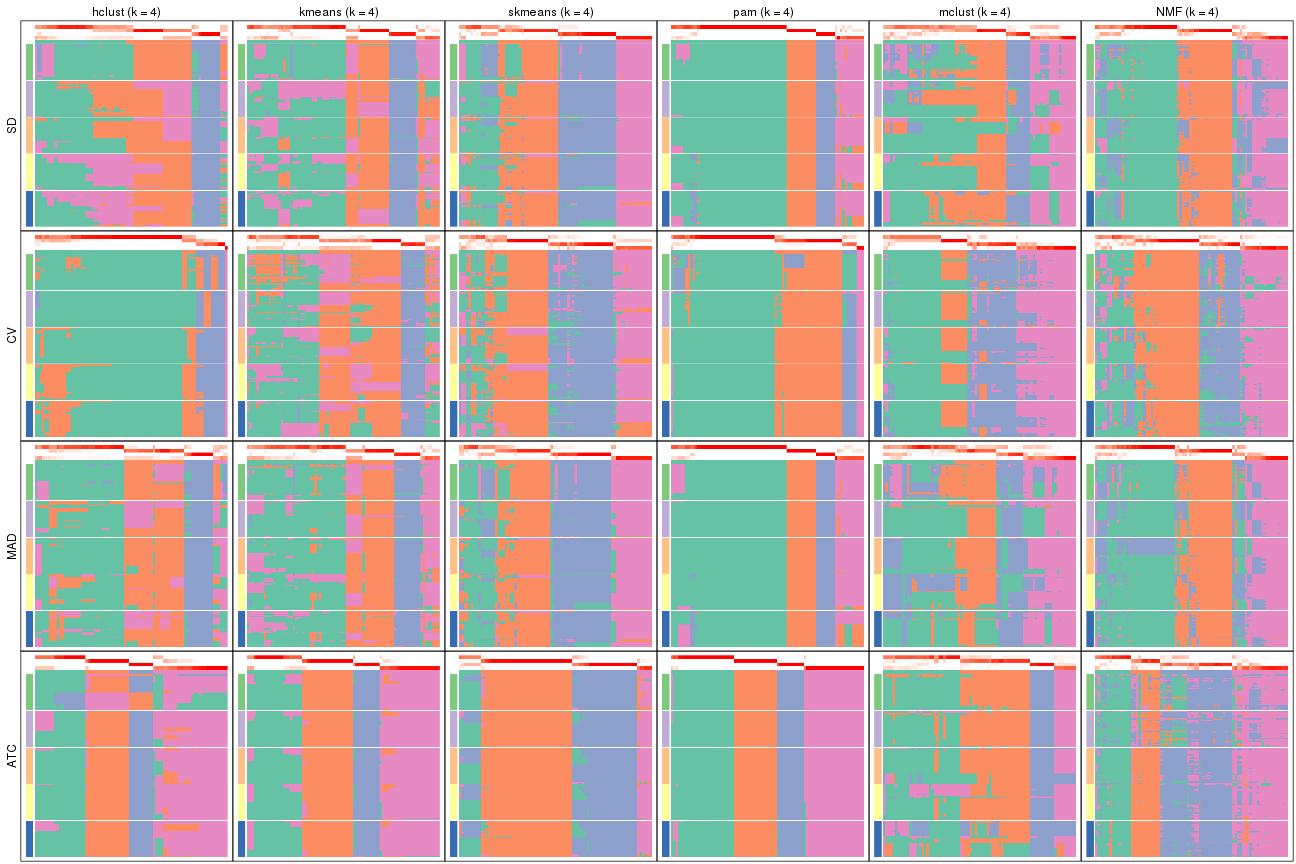 hclust (k = 4)
kmeans (k = 4)
skmeans (k = 4)
pam (k = 4)
mclust (k = 4)
NMF (k = 4)
SD
CV
MAD
ATC